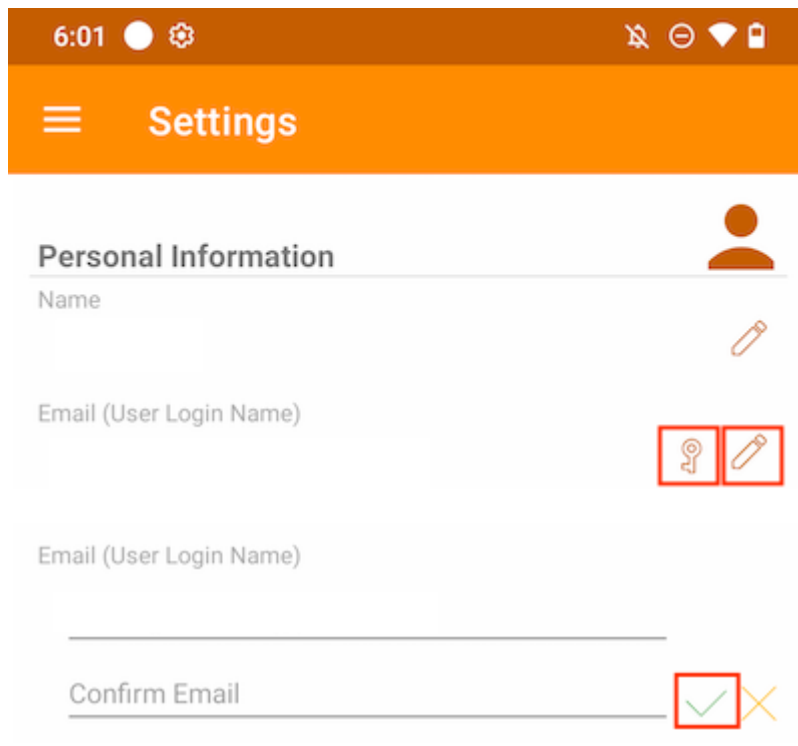 6:01
Settings
Personal Information
Name
Email (User Login Name)
Email (User Login Name)
Confirm Email